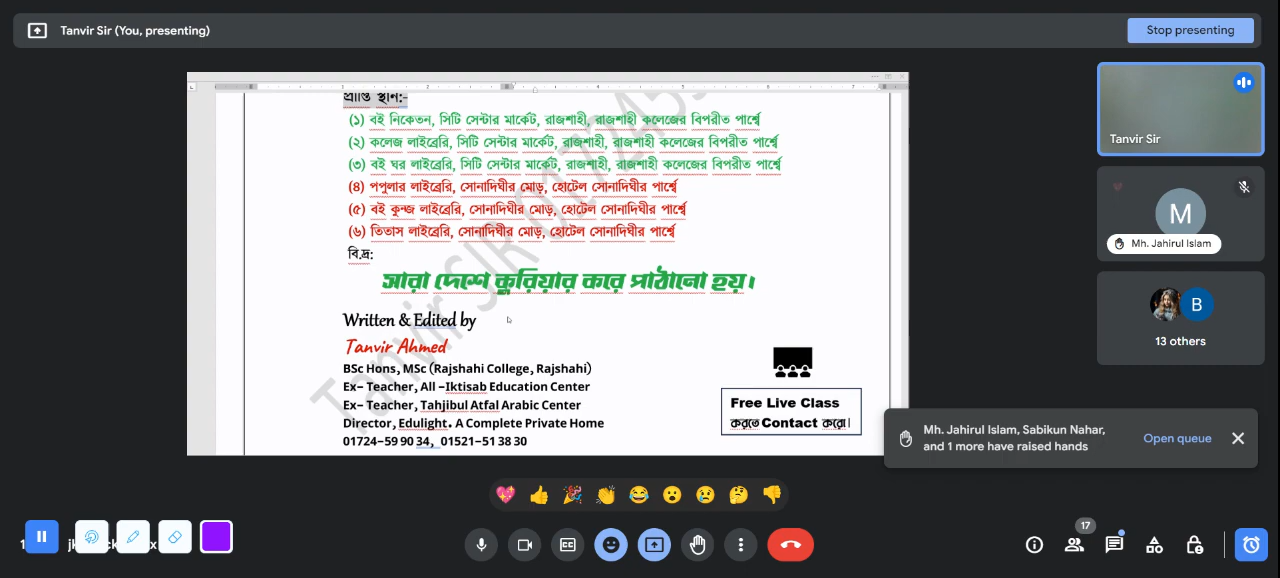 Tanvir Sir (You, presenting)
Stop presenting
প্রাপ্তি স্থান:-
(১) বই নিকেতন, সিটি সেন্টার মার্কেট, রাজশাহী, রাজশাহী কলেজের বিপরীত পার্শ্বে
(২) কলেজ লাইব্রেরি, সিটি সেন্টার মার্কেট, রাজশাহী, রাজশাহী কলেজের বিপরীত পার্শ্বে
(৩) বই ঘর লাইব্রেরি, সিটি সেন্টার মার্কেট, রাজশাহী, রাজশাহী কলেজের বিপরীত পার্শ্বে
(৪) পপুলার লাইব্রেরি, সোনাদিঘীর মোড়, হোটেল সোনাদিঘীর পার্শ্বে
(৫) বই কুন্জ লাইব্রেরি, সোনাদিঘীর মোড়, হোটেল সোনাদিঘীর পার্শ্বে
(৬) তিতাস লাইব্রেরি, সোনাদিঘীর মোড়, হোটেল সোনাদিঘীর পার্শ্বে
বি.দ্র:
সারা দেশে কুরিয়ার করে পাঠানো হয়।
Written & Edited by
Tanvir Ahmed
BSc Hons, MSc (Rajshahi College, Rajshahi)
Ex- Teacher, All -Iktisab Education Center
Ex- Teacher, Tahjibul Atfal Arabic Center
Director, Edulight. A Complete Private Home
01724-59 90 34, 01521-51 38 30
Free Live Class
করতে Contact করো।
Tanvir SIR
Tanvir Sir
M
Mh. Jahirul Islam
B
13 others
Mh. Jahirul Islam, Sabikun Nahar,
and 1 more have raised hands
Open queue
17